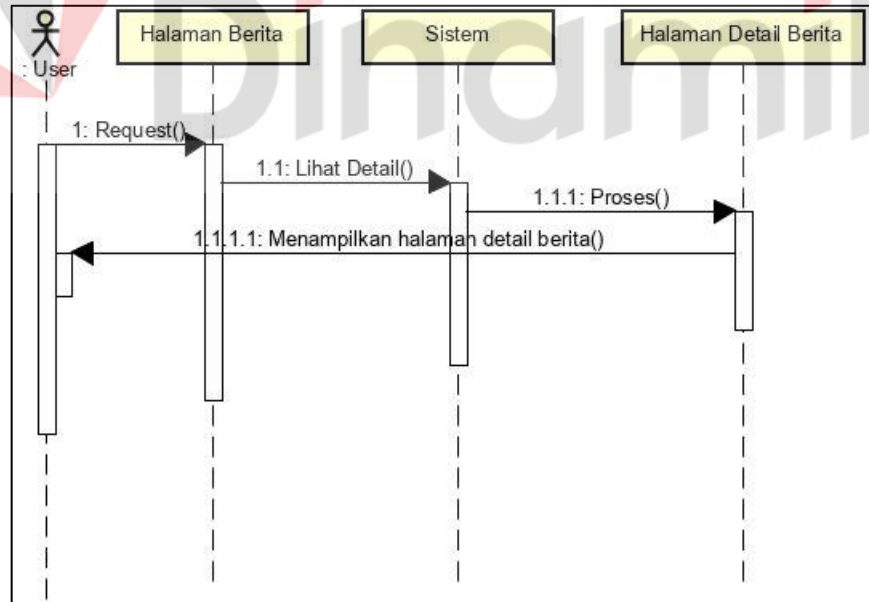 Halaman Berita
Sistem
Halaman Detail Berita
: User
1: Request()
1.1: Lihat Detail()
1.1.1: Proses()
1.1.1.1: Menampilkan halaman detail berita()